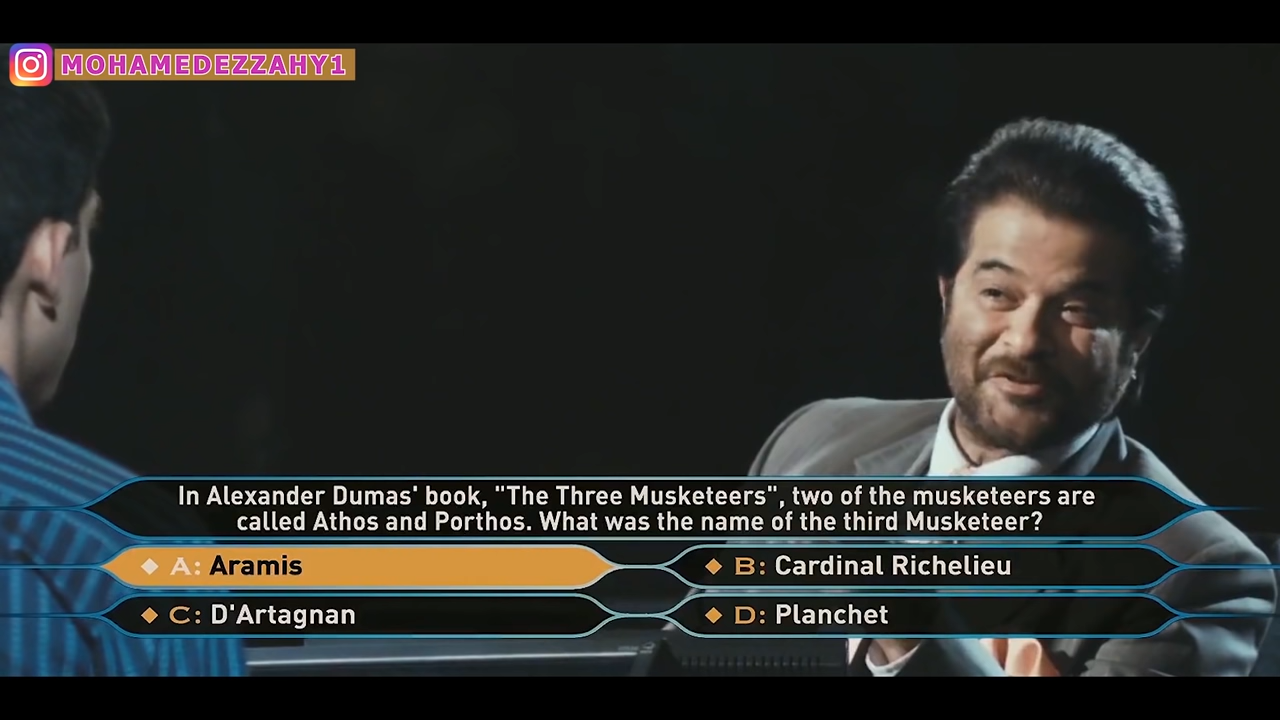 MOHAMEDEZZAHY1
In Alexander Dumas' book, "The Three Musketeers", two of the musketeers are
called Athos and Porthos. What was the name of the third Musketeer?
A: Aramis
B: Cardinal Richelieu
C: D'Artagnan
D: Planchet